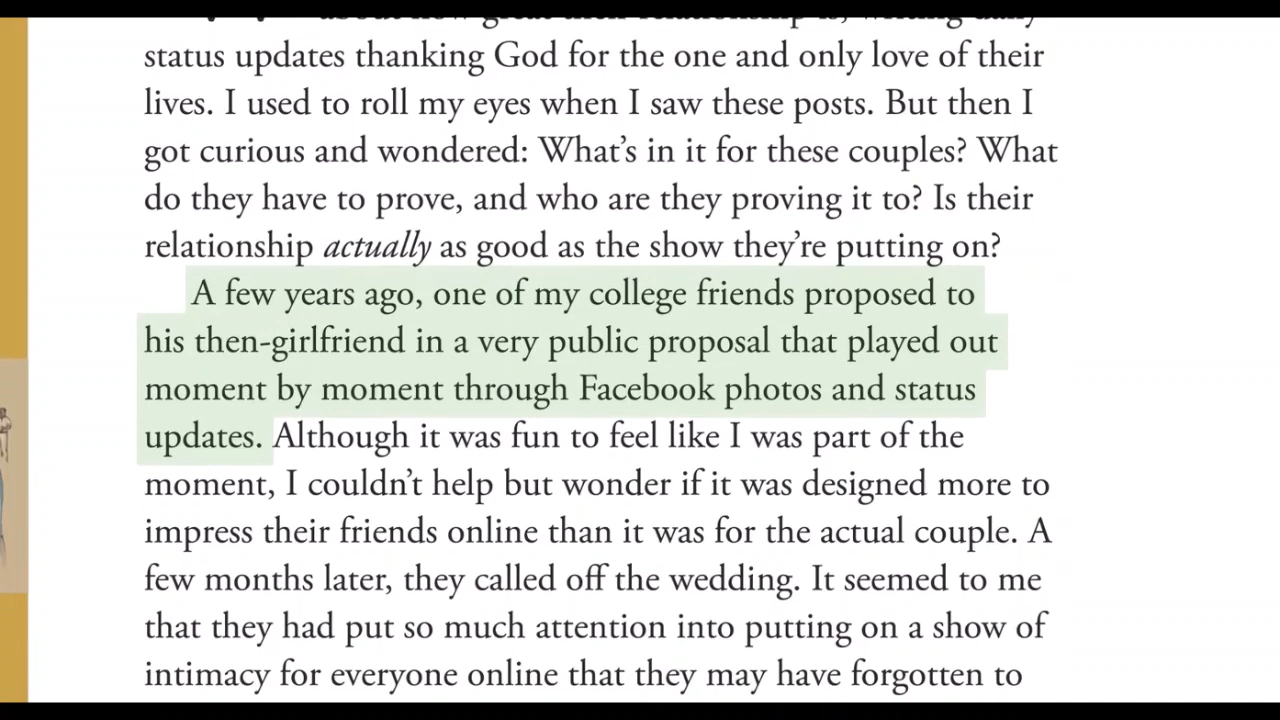 about how great their relationship is, writing daily
status updates thanking God for the one and only love of their
lives. I used to roll my eyes when I saw these posts. But then I
got curious and wondered: What’s in it for these couples? What
do they have to prove, and who are they proving it to? Is their
relationship actually as good as the show they’re putting on?
A few years ago, one of my college friends proposed to
his then-girlfriend in a very public proposal that played out
moment by moment through Facebook photos and status
updates. Although it was fun to feel like I was part of the
moment, I couldn’t help but wonder if it was designed more to
impress their friends online than it was for the actual couple. A
few months later, they called off the wedding. It seemed to me
that they had put so much attention into putting on a show of
intimacy for everyone online that they may have forgotten to